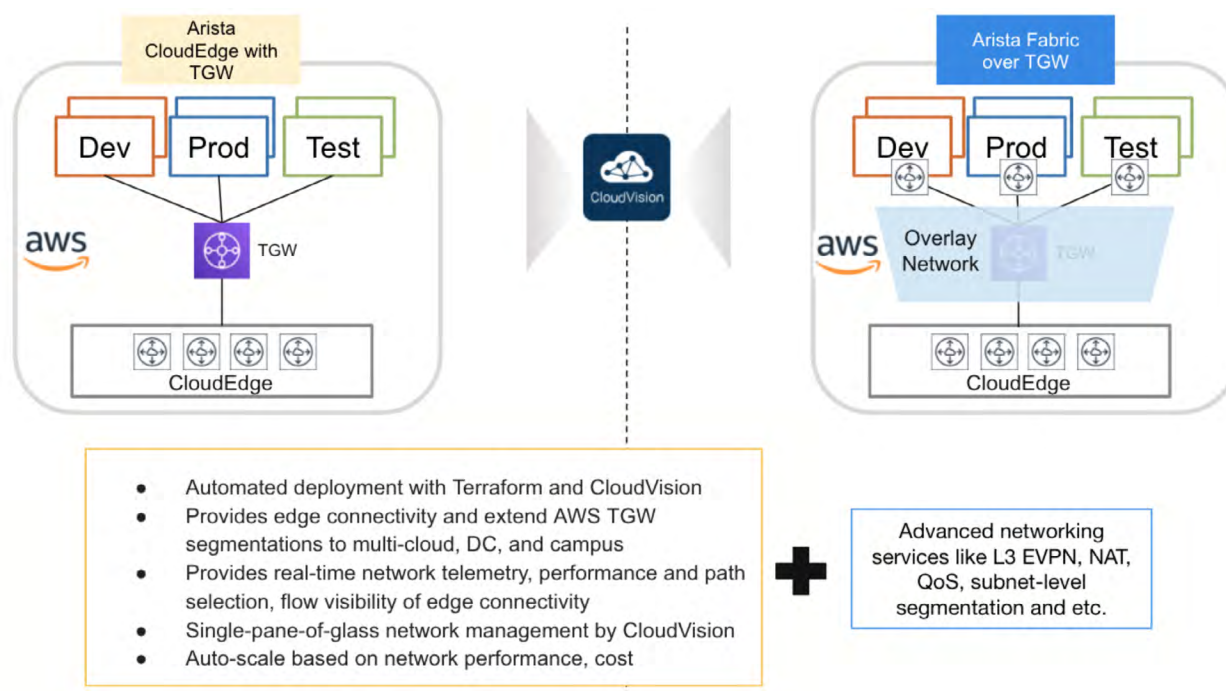 Arista
CloudEdge with
TGW
Dev
Prod
Test
aws
TGW
CloudEdge
CloudVision
Arista Fabric
over TGW
Dev
Prod
Test
aws
Overlay
Network
TGW
CloudEdge
● Automated deployment with Terraform and CloudVision
● Provides edge connectivity and extend AWS TGW
segmentations to multi-cloud, DC, and campus
● Provides real-time network telemetry, performance and path
selection, flow visibility of edge connectivity
● Single-pane-of-glass network management by CloudVision
● Auto-scale based on network performance, cost
Advanced networking
services like L3 EVPN, NAT,
QoS, subnet-level
segmentation and etc.